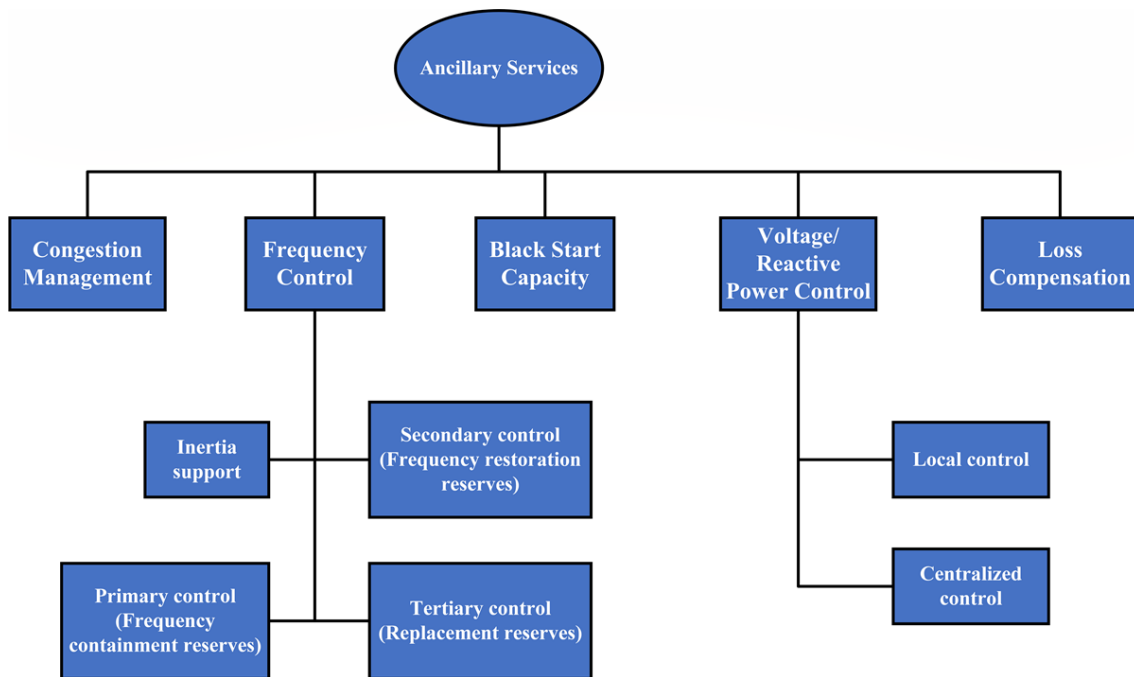 Ancillary Services
Congestion
Management
Frequency
Control
Black Start
Capacity
Voltage/
Reactive
Power Control
Loss
Compensation
Inertia
support
Secondary control
(Frequency restoration
reserves)
Local control
Primary control
(Frequency
containment reserves)
Tertiary control
(Replacement reserves)
Centralized
control